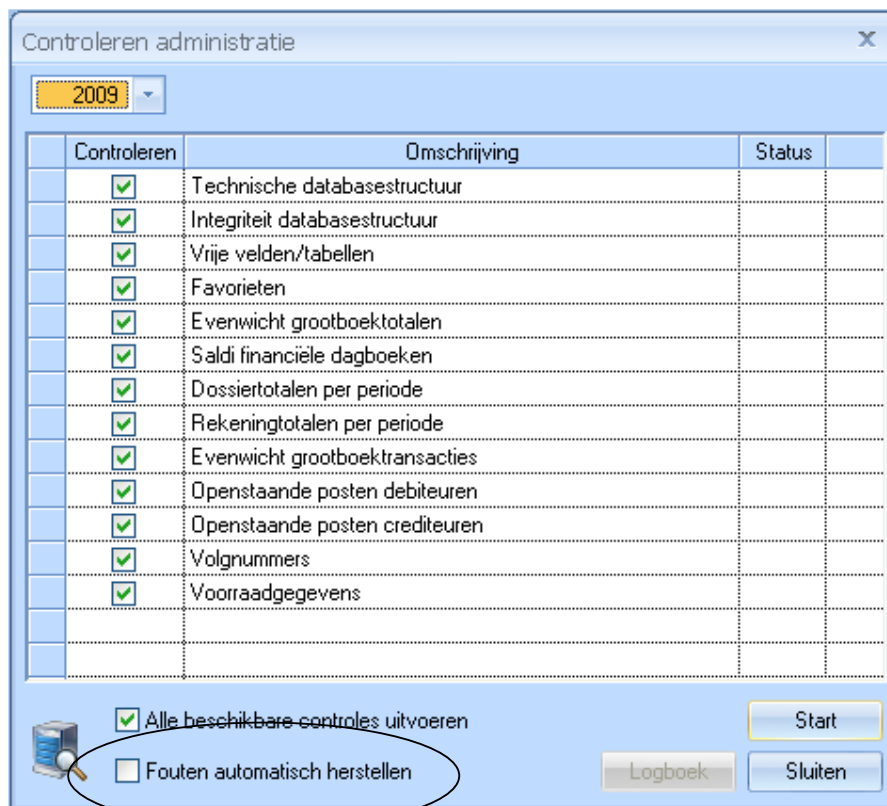 Controleren administratie
2009
Controleren Omschrijving Status
Technische databasestructuur
Integriteit databasestructuur
Vrije velden/tabellen
Favorieten
Evenwicht grootboektotalen
Saldi financiële dagboeken
Dossiertotalen per periode
Rekeningtotalen per periode
Evenwicht grootboektransacties
Openstaande posten debiteuren
Openstaande posten crediteuren
Volgnummers
Voorraadgegevens
Alle beschikbare controles uitvoeren Start
Fouten automatisch herstellen Logboek Sluiten